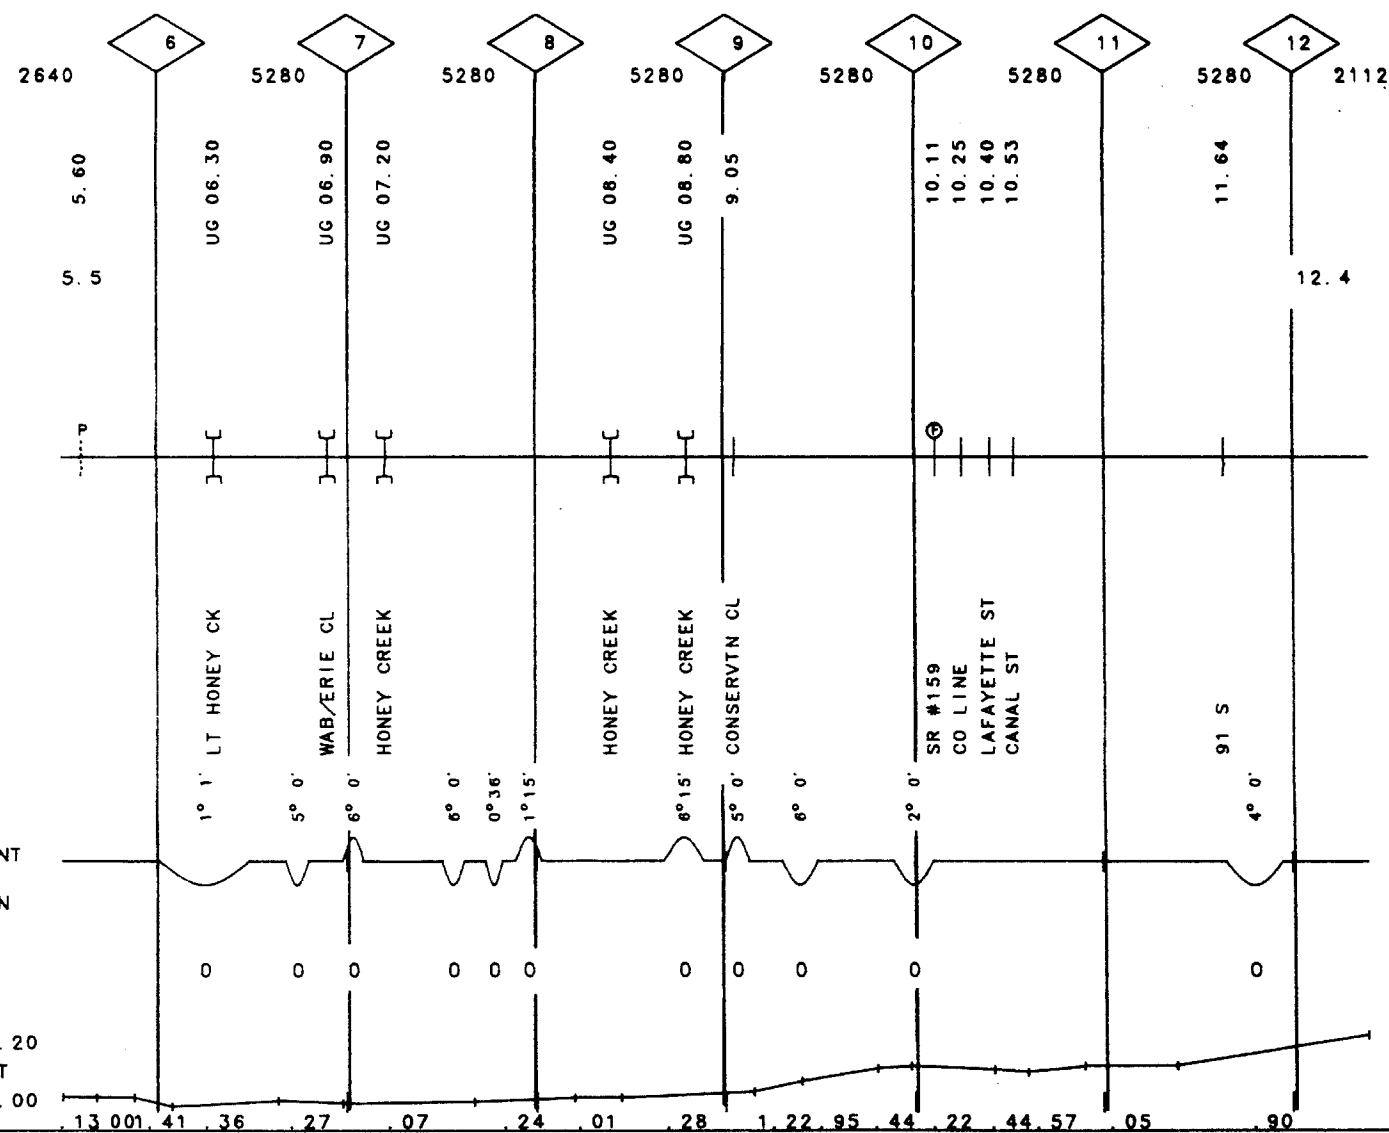 6 7 8 9 10 11 12
2640 5280 5280 5280 5280 5280 5280 2112
5.60
UG 06.30
UG 06.90
UG 07.20
UG 08.40
UG 08.80
9.05
10.11
10.25
10.40
10.53
11.64
5.5 12.4
P P
LT HONEY CK
WAB/ERIE CL
HONEY CREEK
HONEY CREEK
HONEY CREEK
CONSERVTN CL
SR #159
CO LINE
LAFAYETTE ST
CANAL ST
91 S
1° 1'
5° 0'
6° 0'
6° 0'
0°36'
1°15'
6°15'
5° 0'
6° 0'
2° 0'
4° 0'
NT
N
0 0 0 0 0 0 0 0 0 0 0
.20
T
.00
.13 .001.41 .36 .27 .07 .24 .01 .28 1.22.95 .44 .22 .44.57 .05 .90